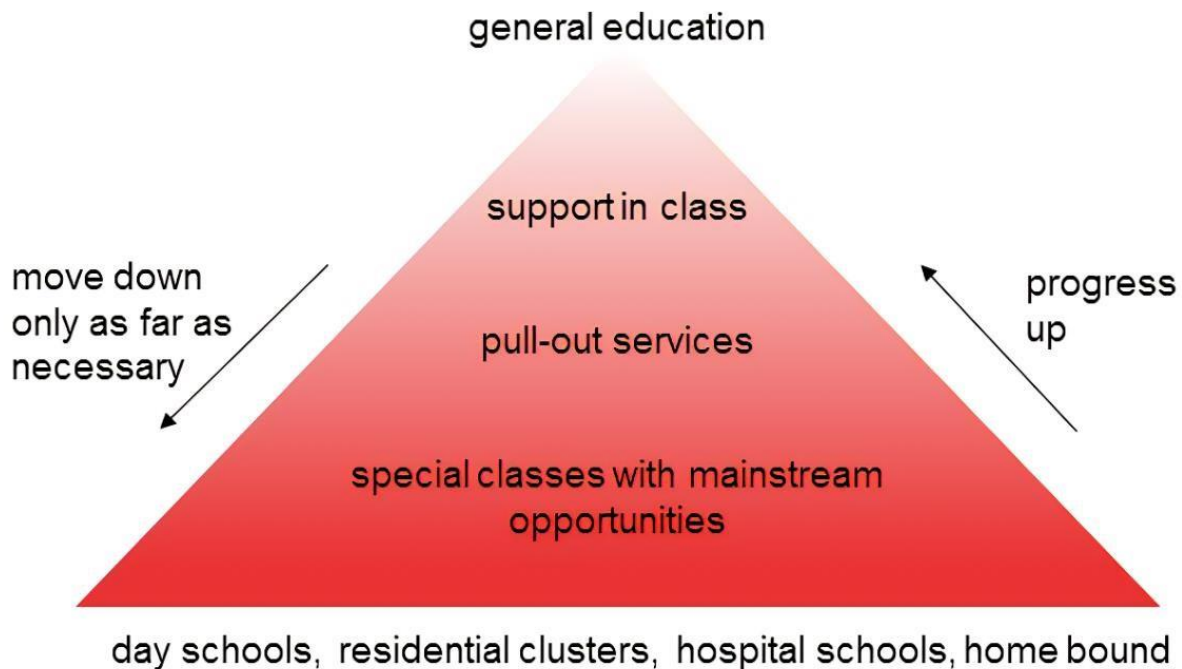 general education
support in class
move down
only as far as
necessary
progress
up
pull-out services
special classes with mainstream
opportunities
day schools, residential clusters, hospital schools, home bound